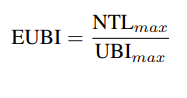 EUBI = NTL_max / UBI_max